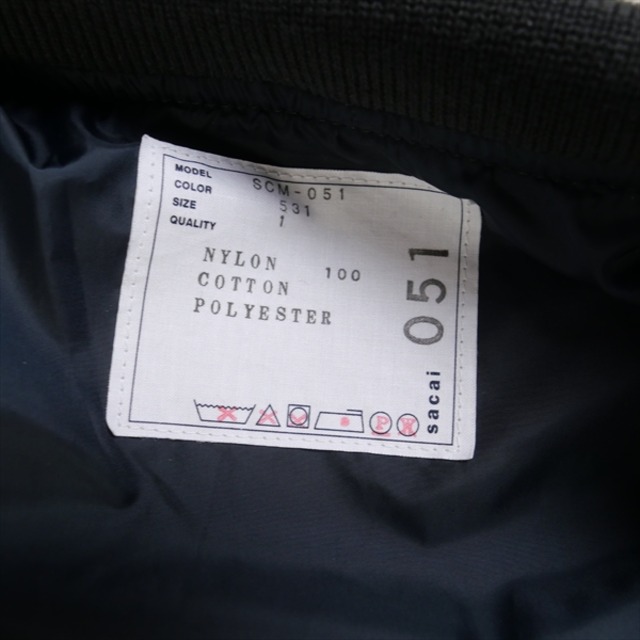 MODEL SCM-051
COLOR 531
SIZE 1
QUALITY
NYLON 100
COTTON
POLYESTER
051
sacai
P W